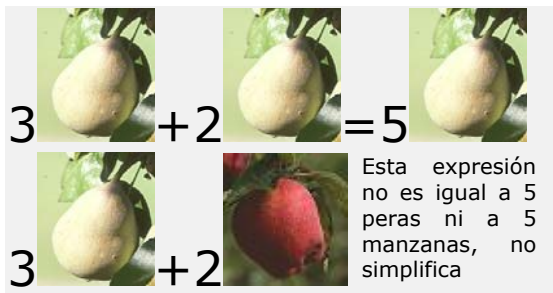 3 +2 =5
3 +2
Esta expresión
no es igual a 5
peras ni a 5
manzanas, no
simplifica